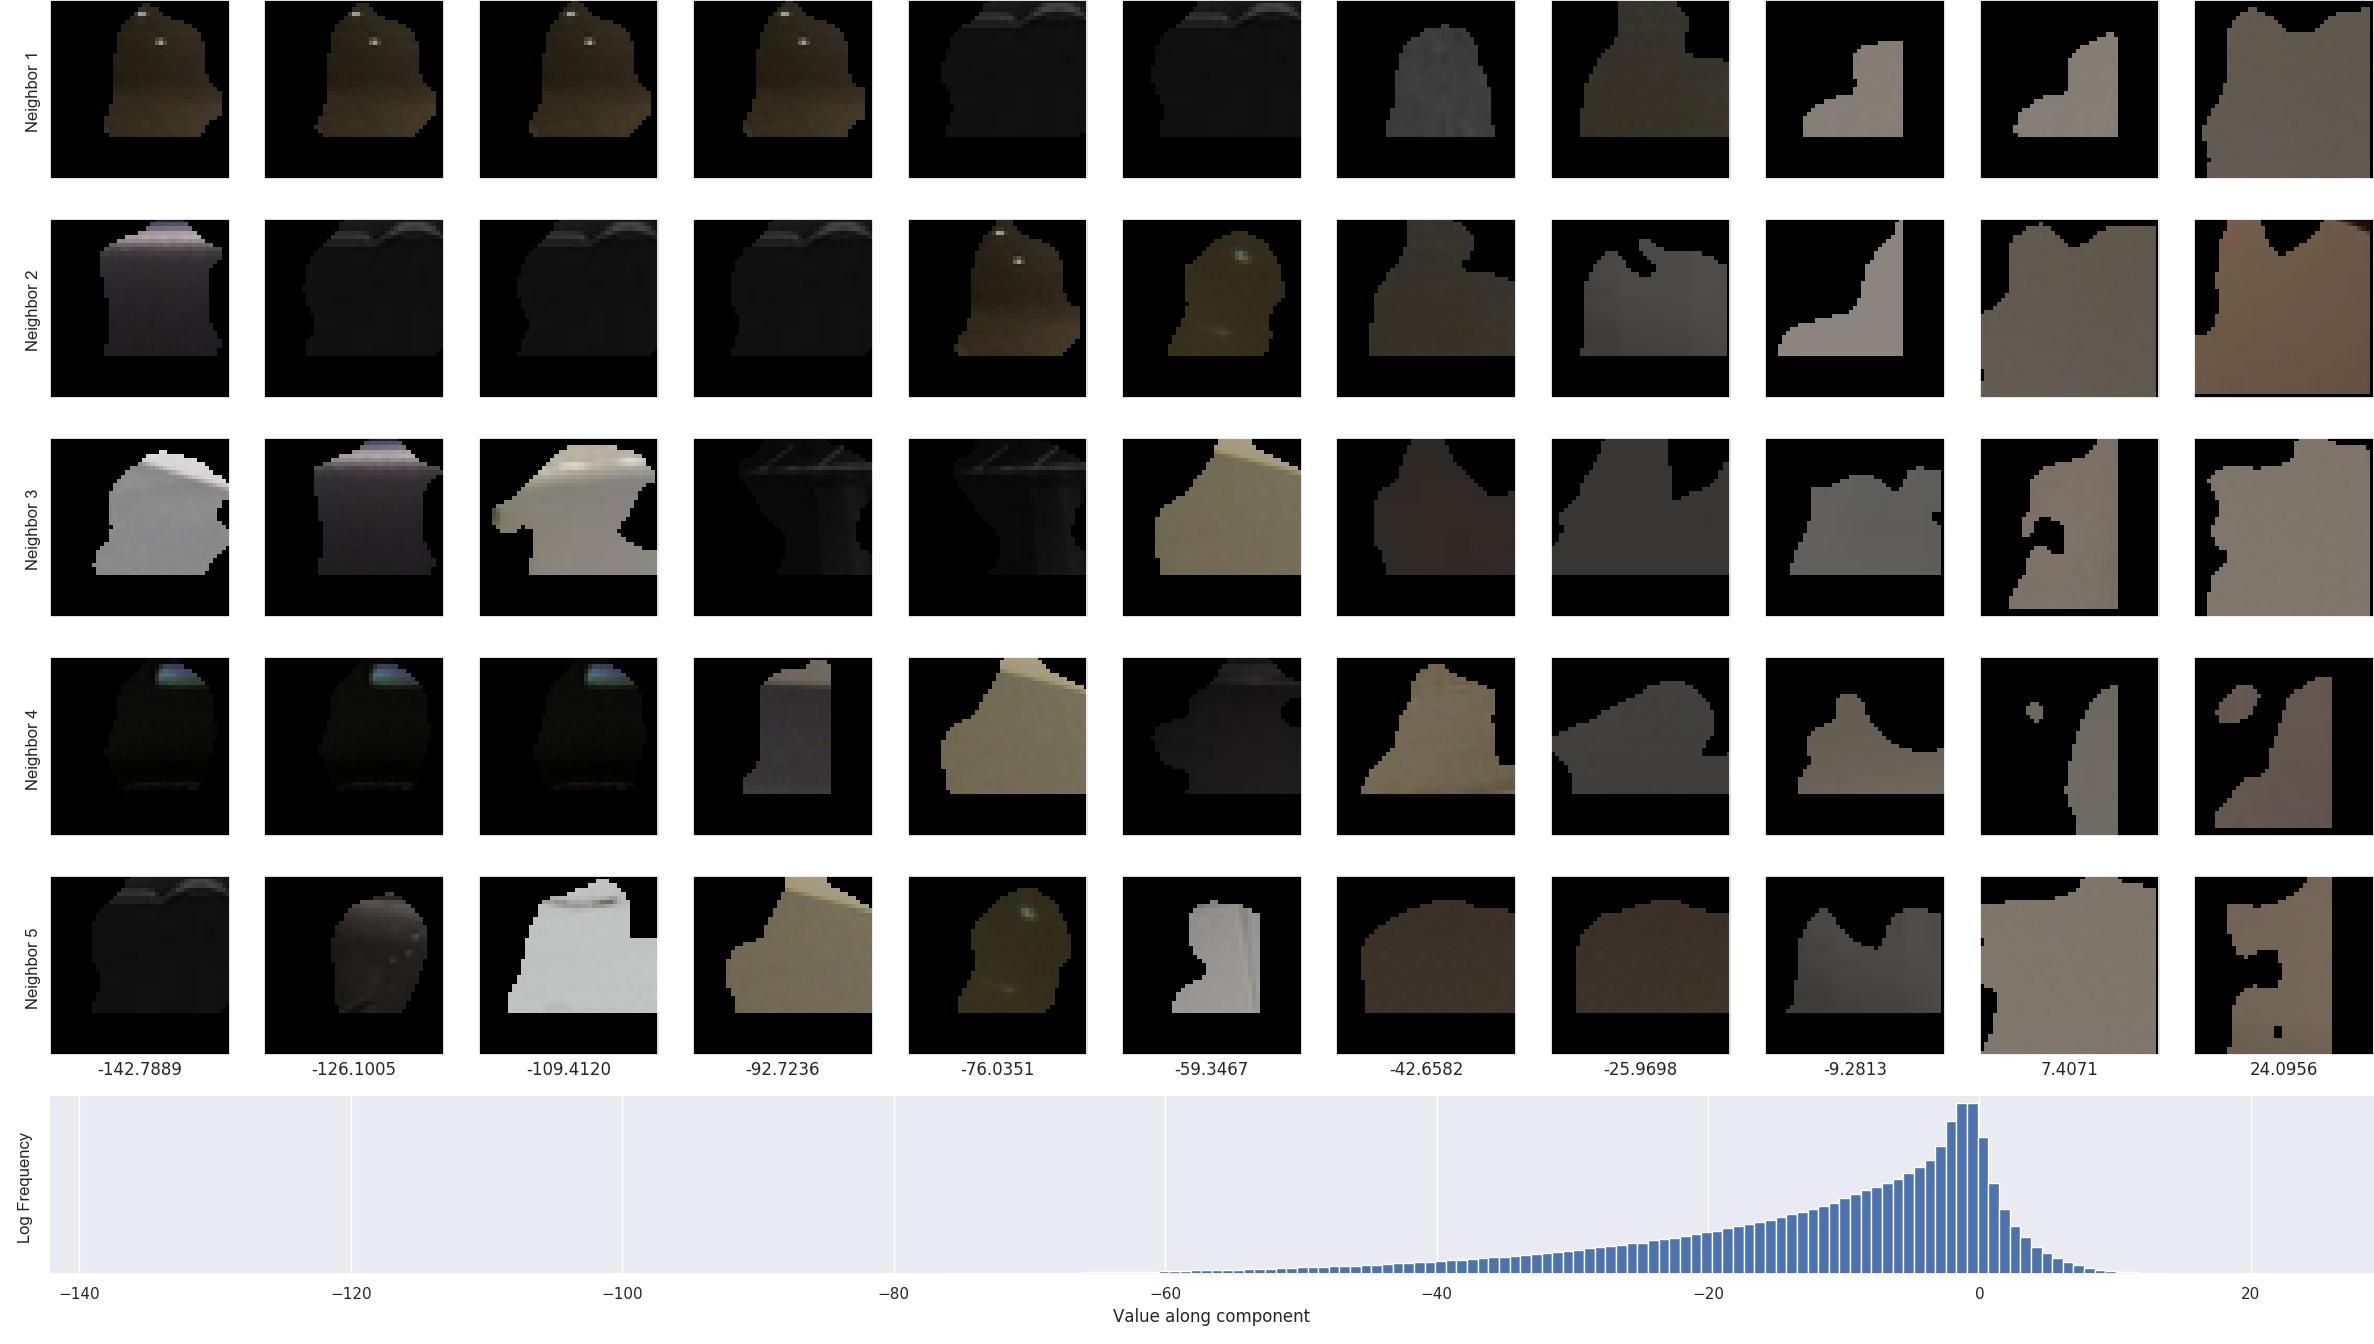 Neighbor 1
Neighbor 2
Neighbor 3
Neighbor 4
Neighbor 5
-142.7889 -126.1005 -109.4120 -92.7236 -76.0351 -59.3467 -42.6582 -25.9698 -9.2813 7.4071 24.0956
Log Frequency
−140 −120 −100 −80 −60 −40 −20 0 20
Value along component